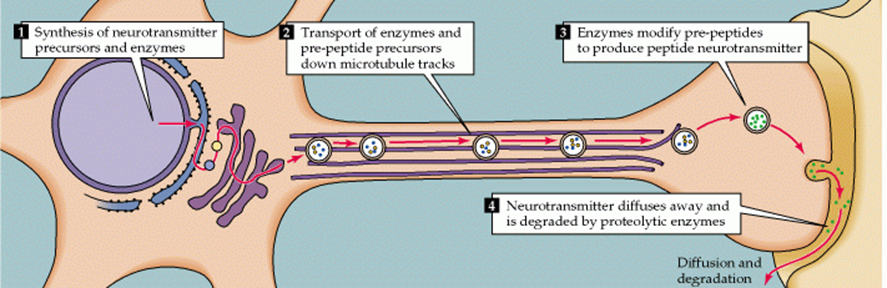 1 Synthesis of neurotransmitter
precursors and enzymes
2 Transport of enzymes and
pre-peptide precursors
down microtubule tracks
3 Enzymes modify pre-peptides
to produce peptide neurotransmitter
4 Neurotransmitter diffuses away and
is degraded by proteolytic enzymes
Diffusion and
degradation